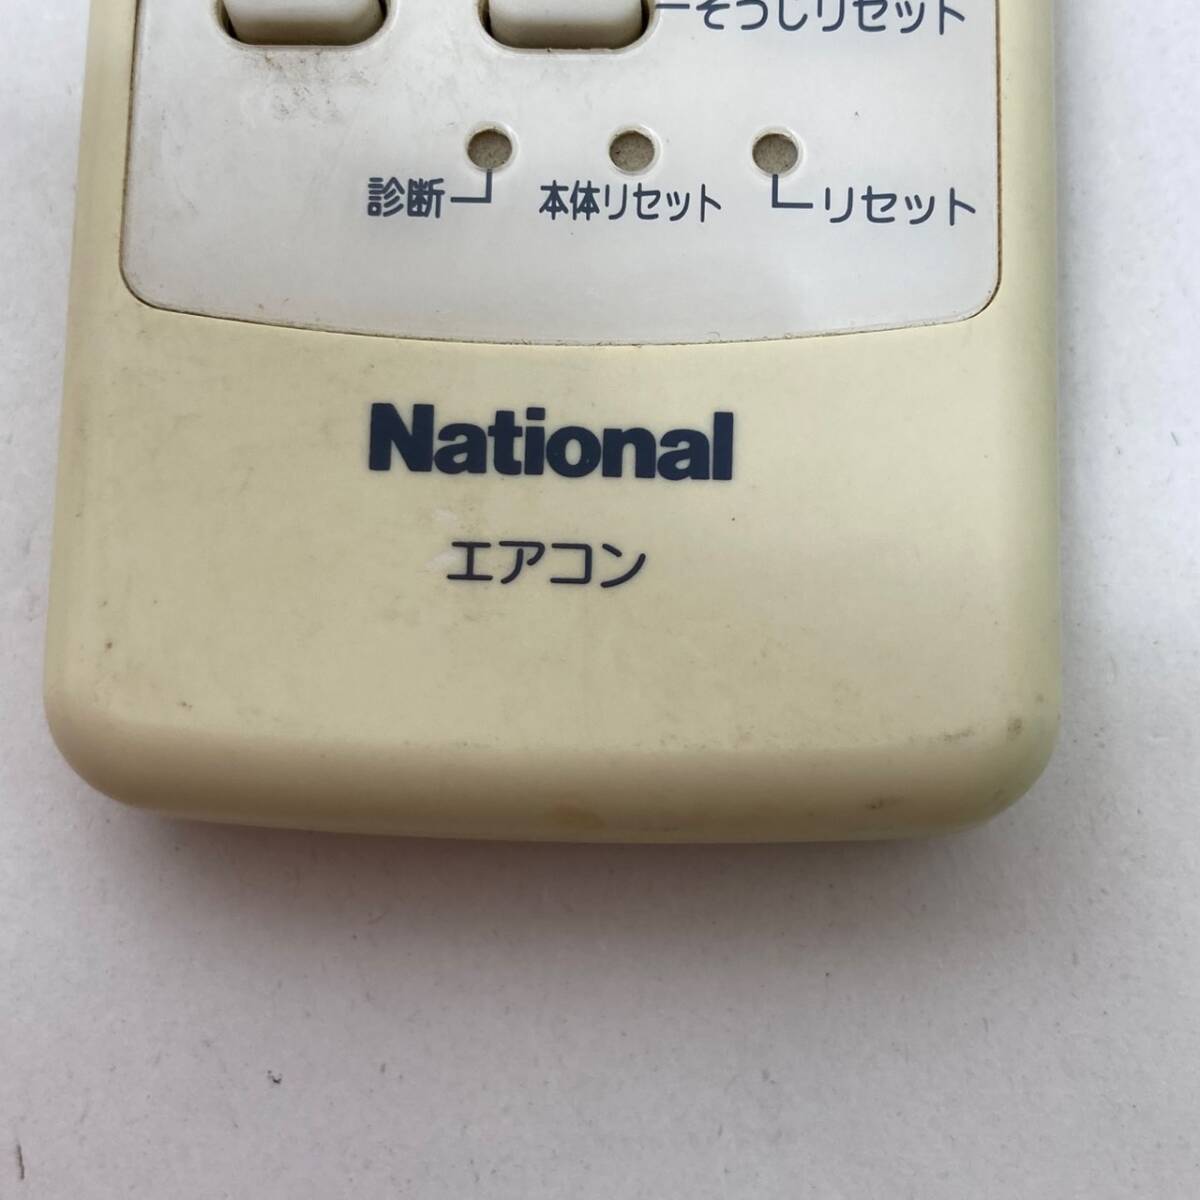 そうじリセット
診断
本体リセット
リセット
National
エアコン